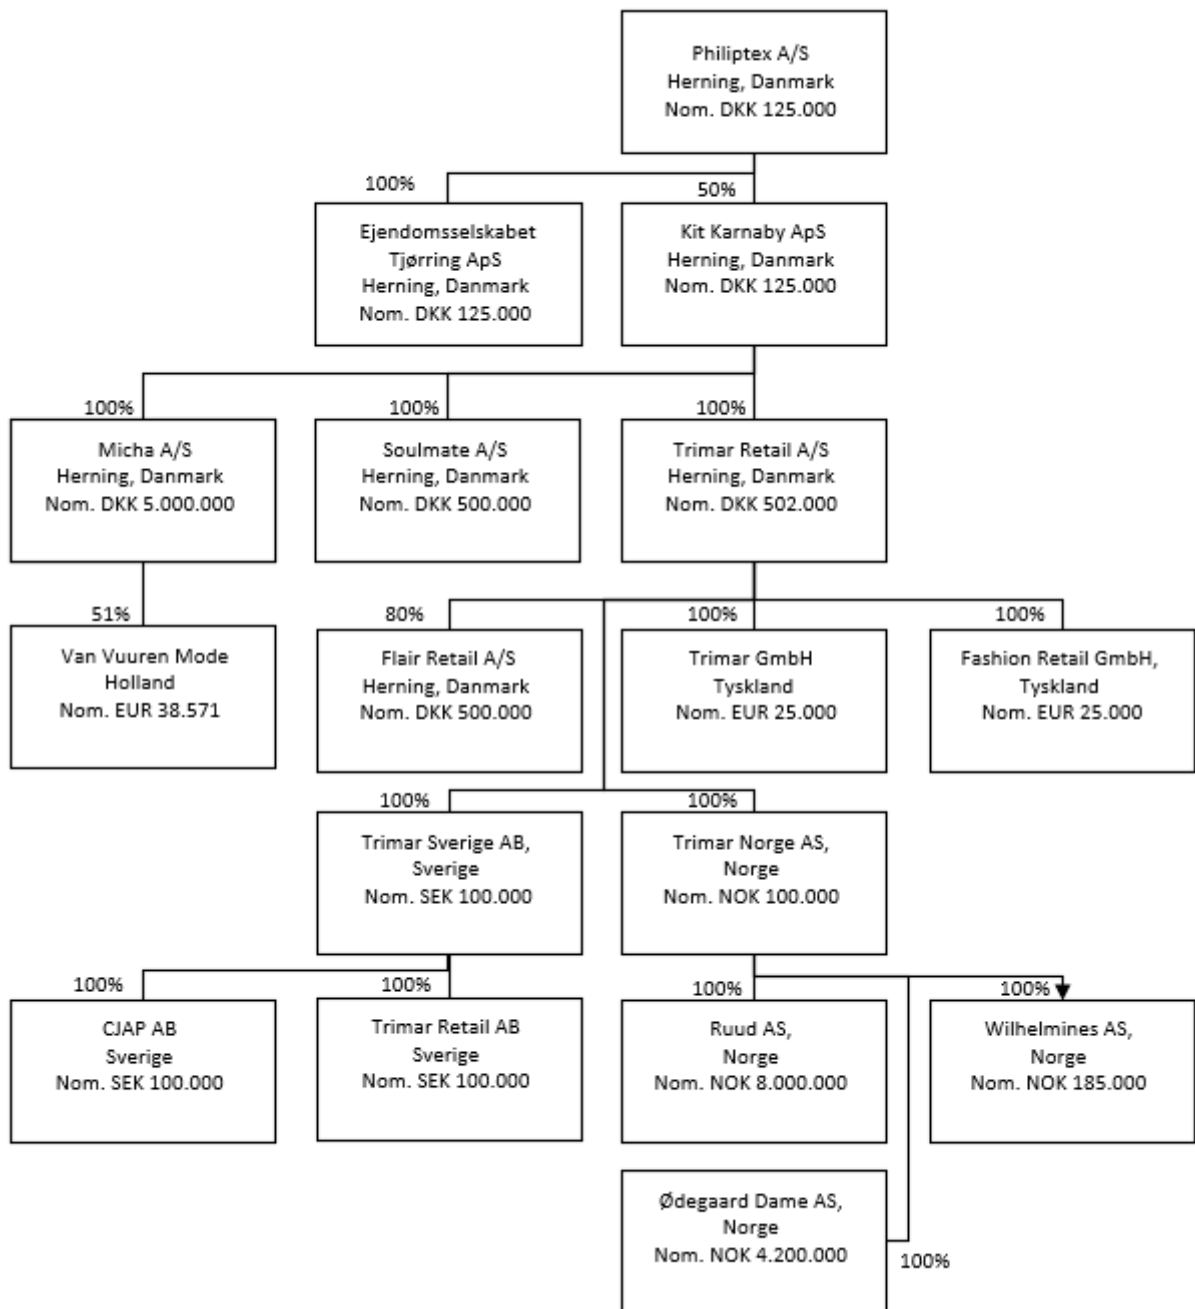 Philiptex A/S
Herning, Danmark
Nom. DKK 125.000
100%
50%
Ejendomsselskabet
Tjørring ApS
Herning, Danmark
Nom. DKK 125.000
Kit Karnaby ApS
Herning, Danmark
Nom. DKK 125.000
100%
100%
100%
Micha A/S
Herning, Danmark
Nom. DKK 5.000.000
Soulmate A/S
Herning, Danmark
Nom. DKK 500.000
Trimar Retail A/S
Herning, Danmark
Nom. DKK 502.000
51%
80%
100%
100%
Van Vuuren Mode
Holland
Nom. EUR 38.571
Flair Retail A/S
Herning, Danmark
Nom. DKK 500.000
Trimar GmbH
Tyskland
Nom. EUR 25.000
Fashion Retail GmbH,
Tyskland
Nom. EUR 25.000
100%
100%
Trimar Sverige AB,
Sverige
Nom. SEK 100.000
Trimar Norge AS,
Norge
Nom. NOK 100.000
100%
100%
100%
100%
CJAP AB
Sverige
Nom. SEK 100.000
Trimar Retail AB
Sverige
Nom. SEK 100.000
Ruud AS,
Norge
Nom. NOK 8.000.000
Wilhelmines AS,
Norge
Nom. NOK 185.000
Ødegaard Dame AS,
Norge
Nom. NOK 4.200.000
100%